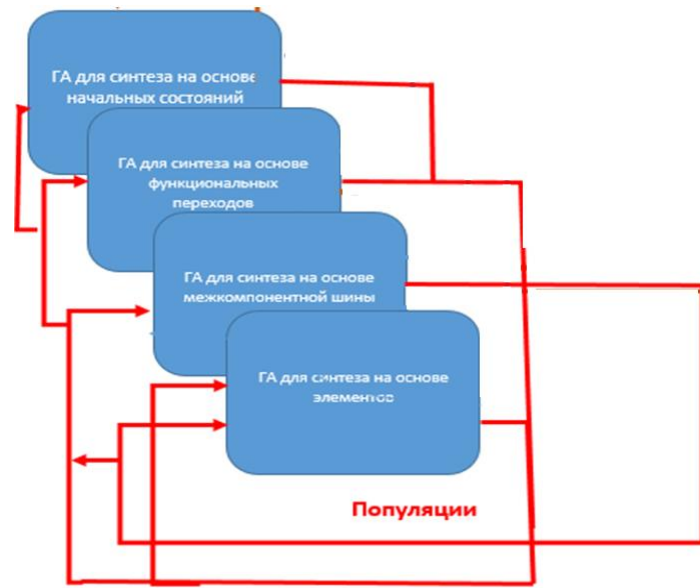 ГА для синтеза на основе
начальных состояний
ГА для синтеза на основе
функциональных
переходов
ГА для синтеза на основе
межкомпонентной шины
ГА для синтеза на основе
элементов
Популяции